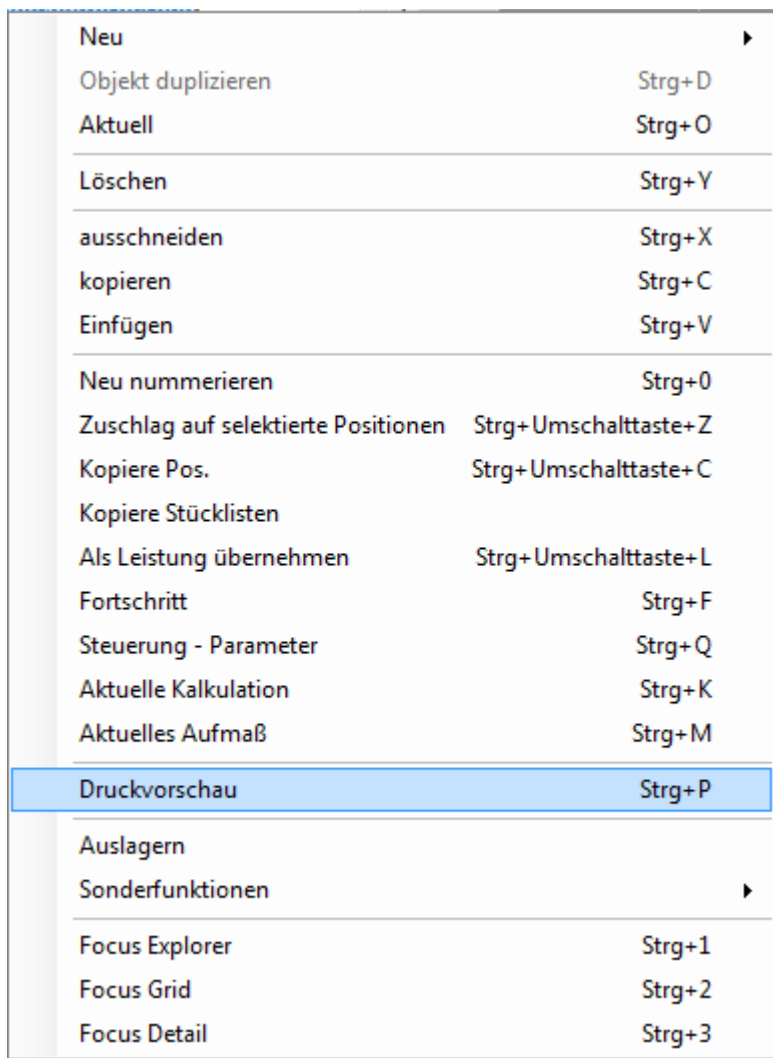 Neu
Objekt duplizieren Strg+D
Aktuell Strg+O
Löschen Strg+Y
ausschneiden Strg+X
kopieren Strg+C
Einfügen Strg+V
Neu nummerieren Strg+0
Zuschlag auf selektierte Positionen Strg+Umschalttaste+Z
Kopiere Pos. Strg+Umschalttaste+C
Kopiere Stücklisten
Als Leistung übernehmen Strg+Umschalttaste+L
Fortschritt Strg+F
Steuerung - Parameter Strg+Q
Aktuelle Kalkulation Strg+K
Aktuelles Aufmaß Strg+M
Druckvorschau Strg+P
Auslagern
Sonderfunktionen
Focus Explorer Strg+1
Focus Grid Strg+2
Focus Detail Strg+3